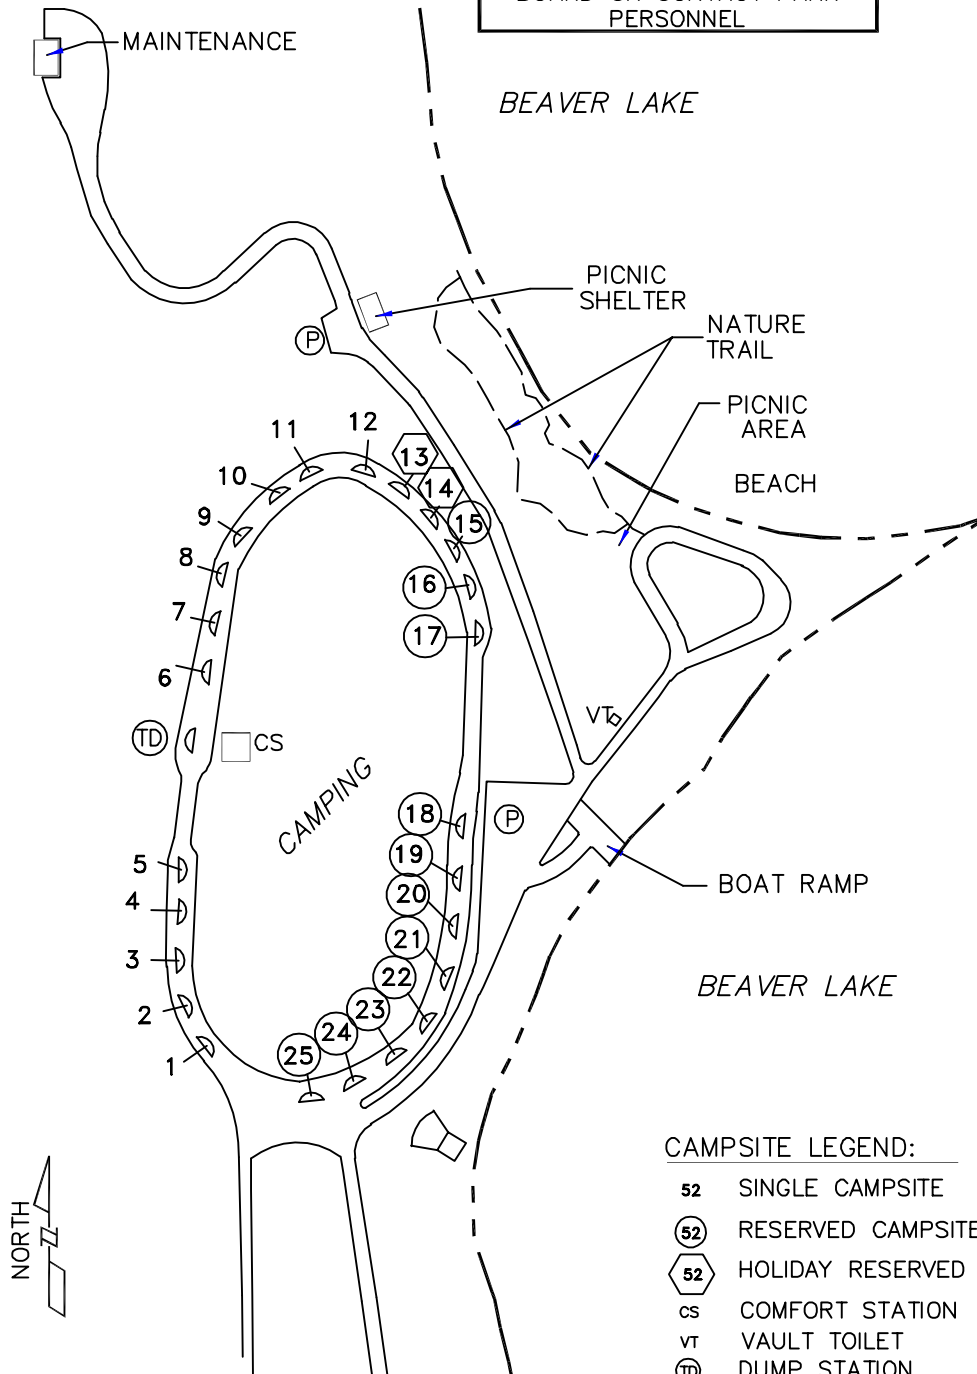 PERSONNEL
MAINTENANCE
BEAVER LAKE
PICNIC
SHELTER
NATURE
TRAIL
PICNIC
AREA
BEACH
P
12
11
13
10
14
9
15
8
16
7
17
6
VT
TD
CS
CAMPING
18
P
19
5
BOAT RAMP
20
4
21
3
22
BEAVER LAKE
2
23
24
1
25
NORTH
CAMPSITE LEGEND:
52 SINGLE CAMPSITE
52 RESERVED CAMPSITE
52 HOLIDAY RESERVED
CS COMFORT STATION
VT VAULT TOILET
TD DUMP STATION